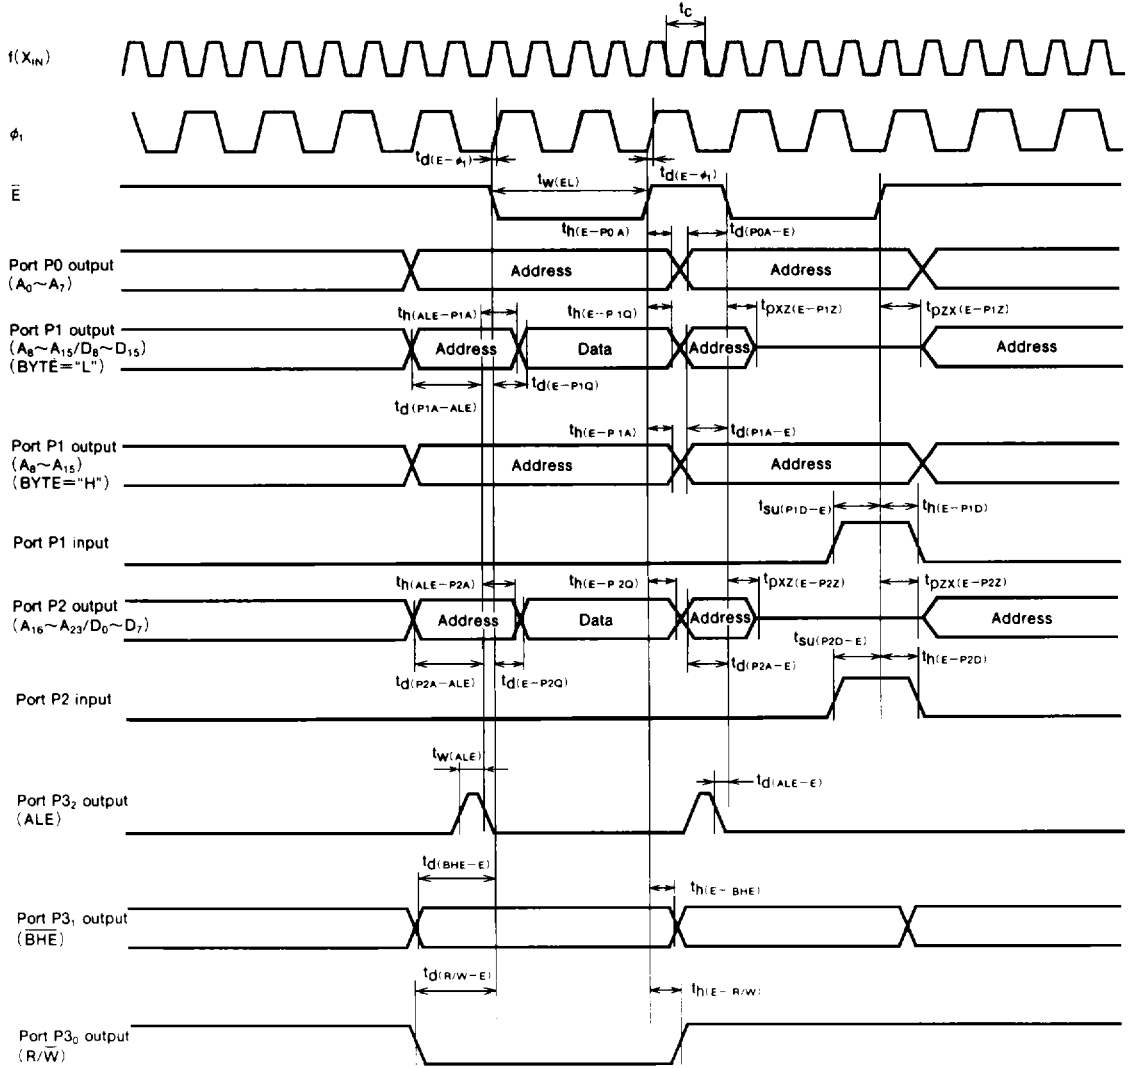 tc
f(XIN)
φ1
td(E-φ1)
tw(EL)
td(E-φ1)
E̅
th(E-P0A)
td(P0A-E)
Port P0 output
(A0~A7)
Address
Address
th(ALE-P1A)
th(E-P1Q)
tpxz(E-P1Z)
tpzx(E-P1Z)
Port P1 output
(A8~A15/D8~D15)
(BYTE="L")
Address
Data
Address
Address
td(P1A-ALE)
td(E-P1Q)
th(E-P1A)
td(P1A-E)
Port P1 output
(A8~A15)
(BYTE="H")
Address
Address
tsu(P1D-E)
th(E-P1D)
Port P1 input
th(ALE-P2A)
th(E-P2Q)
tpxz(E-P2Z)
tpzx(E-P2Z)
Port P2 output
(A16~A23/D0~D7)
Address
Data
Address
Address
tsu(P2D-E)
th(E-P2D)
td(P2A-ALE)
td(E-P2Q)
td(P2A-E)
Port P2 input
tw(ALE)
td(ALE-E)
Port P32 output
(ALE)
td(BHE-E)
th(E-BHE)
Port P31 output
(B̅H̅E̅)
td(R/W-E)
th(E-R/W)
Port P30 output
(R/W̅)